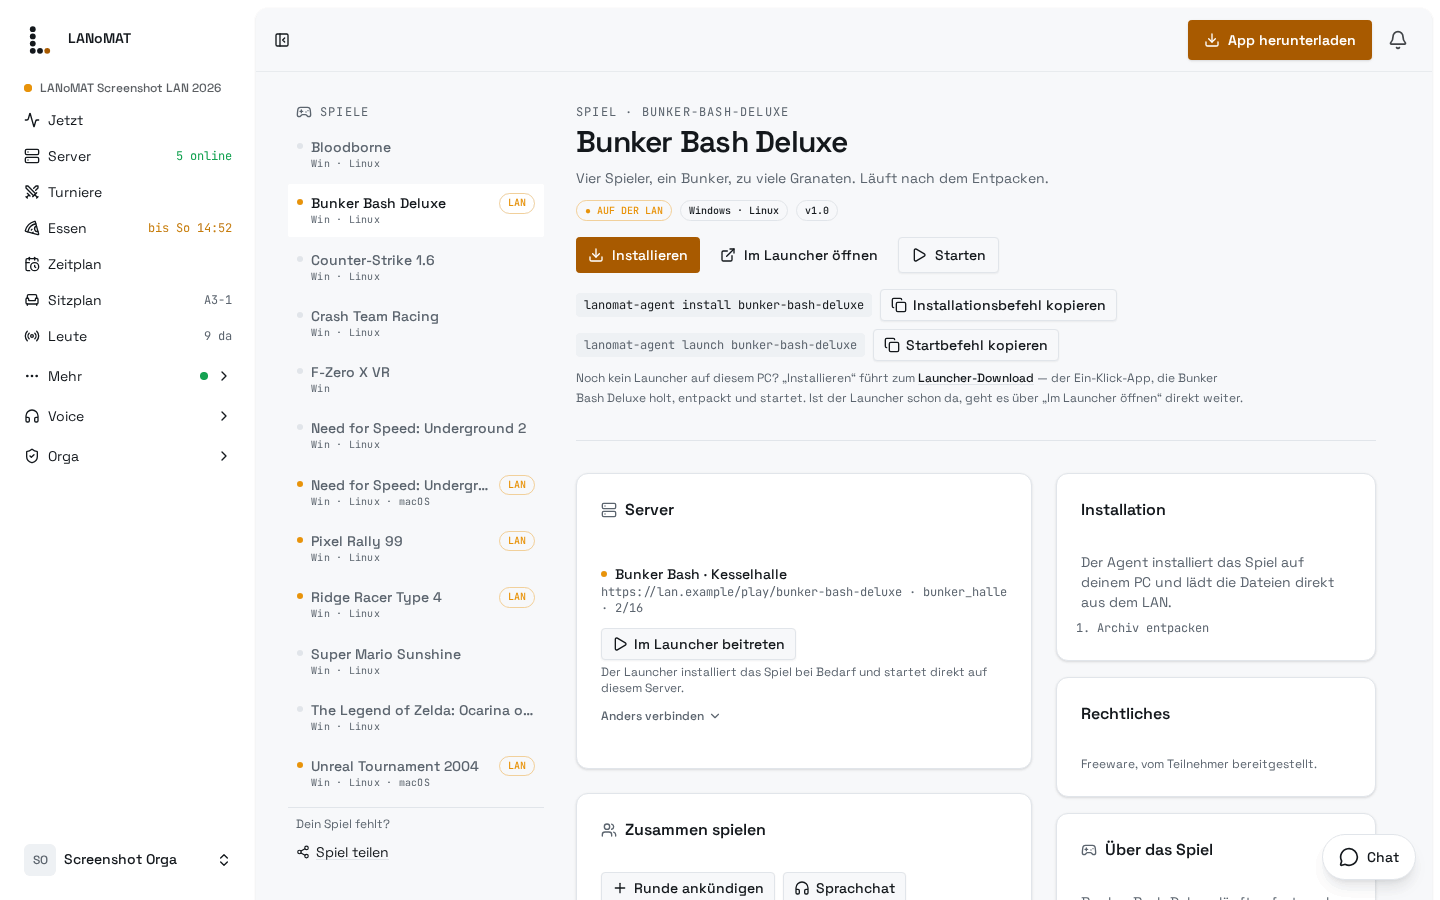 LANoMAT
App herunterladen
LANoMAT Screenshot LAN 2026
Jetzt
Server 5 online
Turniere
Essen bis So 14:52
Zeitplan
Sitzplan A3-1
Leute 9 da
Mehr
Voice
Orga
SO Screenshot Orga
SPIELE
Bloodborne
Win · Linux
Bunker Bash Deluxe LAN
Win · Linux
Counter-Strike 1.6
Win · Linux
Crash Team Racing
Win · Linux
F-Zero X VR
Win
Need for Speed: Underground 2
Win · Linux
Need for Speed: Undergr... LAN
Win · Linux · macOS
Pixel Rally 99 LAN
Win · Linux
Ridge Racer Type 4 LAN
Win · Linux
Super Mario Sunshine
Win · Linux
The Legend of Zelda: Ocarina o...
Win · Linux
Unreal Tournament 2004 LAN
Win · Linux · macOS
Dein Spiel fehlt?
Spiel teilen
SPIEL · BUNKER-BASH-DELUXE
Bunker Bash Deluxe
Vier Spieler, ein Bunker, zu viele Granaten. Läuft nach dem Entpacken.
AUF DER LAN Windows · Linux v1.0
Installieren Im Launcher öffnen Starten
lanomat-agent install bunker-bash-deluxe Installationsbefehl kopieren
lanomat-agent launch bunker-bash-deluxe Startbefehl kopieren
Noch kein Launcher auf diesem PC? „Installieren“ führt zum Launcher-Download — der Ein-Klick-App, die Bunker
Bash Deluxe holt, entpackt und startet. Ist der Launcher schon da, geht es über „Im Launcher öffnen“ direkt weiter.
Server
Bunker Bash · Kesselhalle
https://lan.example/play/bunker-bash-deluxe · bunker_halle
· 2/16
Im Launcher beitreten
Der Launcher installiert das Spiel bei Bedarf und startet direkt auf
diesem Server.
Anders verbinden
Zusammen spielen
Runde ankündigen Sprachchat
Installation
Der Agent installiert das Spiel auf
deinem PC und lädt die Dateien direkt
aus dem LAN.
1. Archiv entpacken
Rechtliches
Freeware, vom Teilnehmer bereitgestellt.
Über das Spiel
Chat